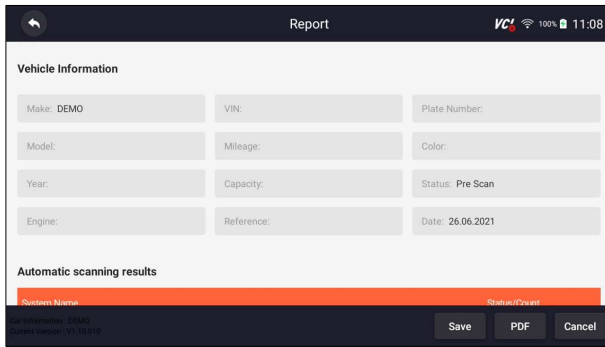 Report
VCI 100% 11:08
Vehicle Information
Make: DEMO VIN: Plate Number:
Model: Mileage: Color:
Year: Capacity: Status: Pre Scan
Engine: Reference: Date: 26.06.2021
Automatic scanning results
System Name Status/Count
Car Information : DEMO
Current Version : V1.10.010
Save PDF Cancel